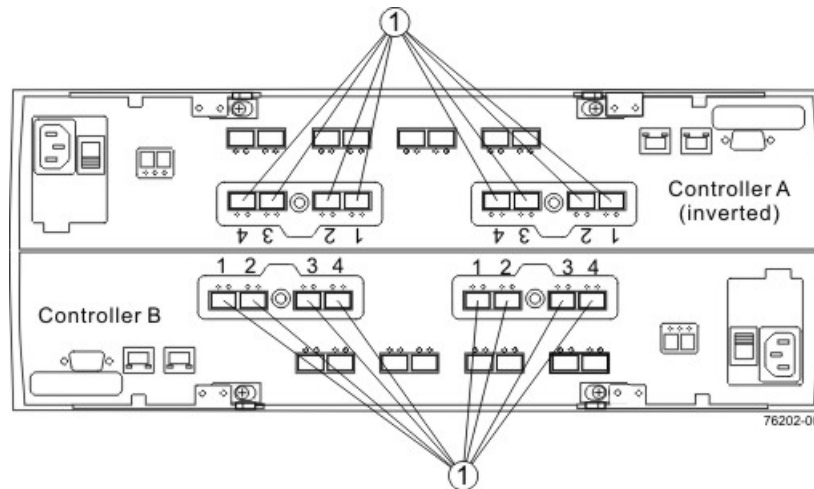 1
4 3 2 1 4 3 2 1
Controller A
(inverted)
1 2 3 4 1 2 3 4
Controller B
76202-0
1